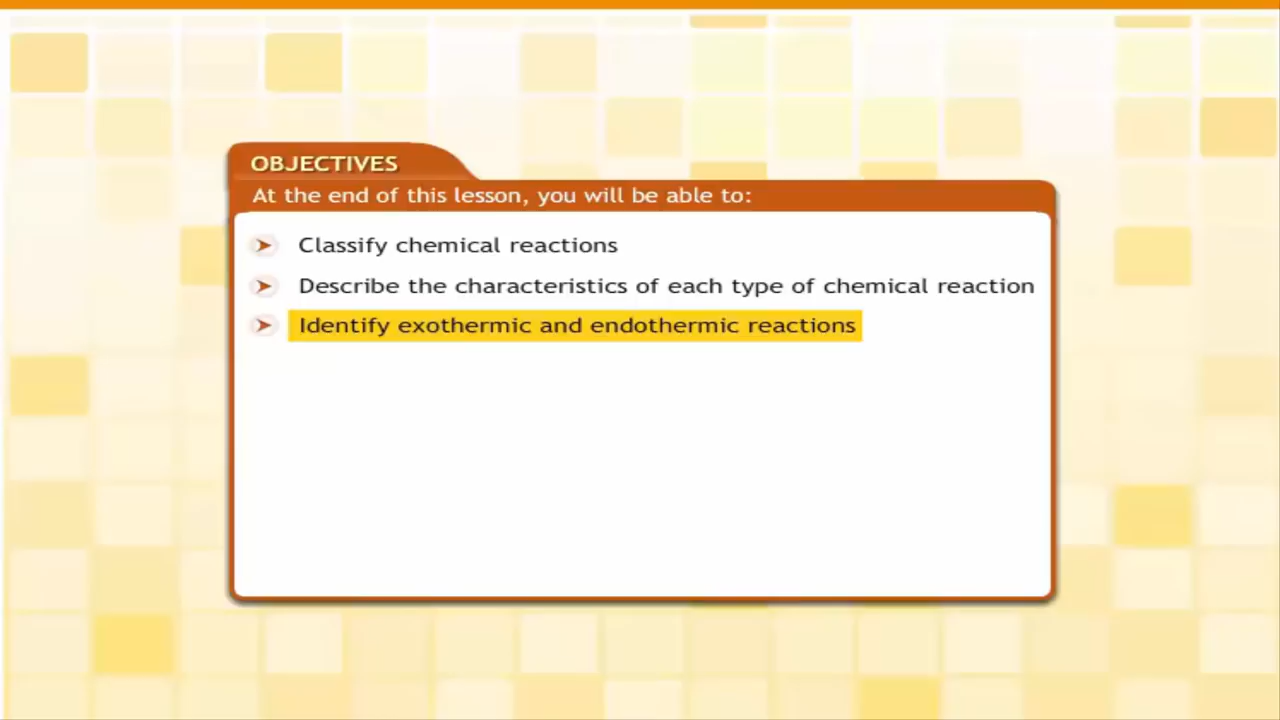 OBJECTIVES
At the end of this lesson, you will be able to:
Classify chemical reactions
Describe the characteristics of each type of chemical reaction
Identify exothermic and endothermic reactions